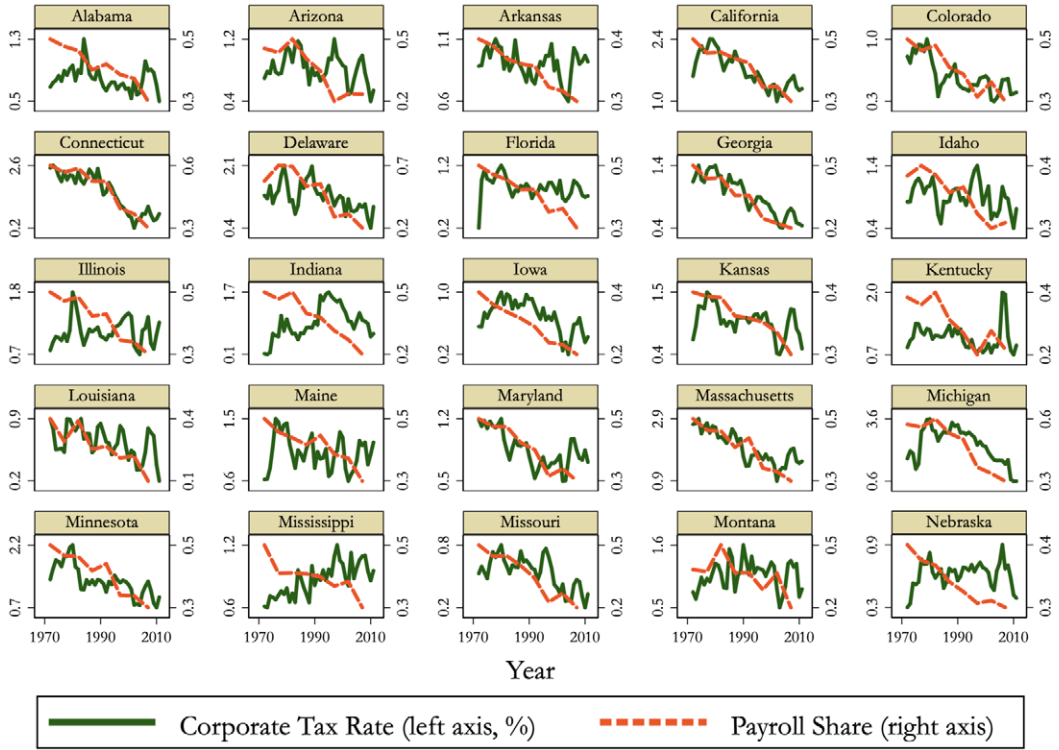 Alabama Arizona Arkansas California Colorado
1.3 0.5 1.2 0.5 1.1 0.4 2.4 0.5 1.0 0.5
0.5 0.3 0.4 0.2 0.6 0.3 1.0 0.3 0.3 0.3
Connecticut Delaware Florida Georgia Idaho
2.6 0.6 2.1 0.7 1.2 0.5 1.4 0.5 1.4 0.5
0.2 0.3 0.4 0.2 0.4 0.2 0.4 0.2 0.4 0.3
Illinois Indiana Iowa Kansas Kentucky
1.8 0.5 1.7 0.5 1.0 0.4 1.5 0.4 2.0 0.4
0.7 0.3 0.1 0.2 0.2 0.2 0.4 0.3 0.7 0.2
Louisiana Maine Maryland Massachusetts Michigan
0.9 0.4 1.5 0.5 1.2 0.5 2.9 0.5 3.6 0.6
0.2 0.1 0.6 0.3 0.5 0.3 0.9 0.3 0.6 0.3
Minnesota Mississippi Missouri Montana Nebraska
2.2 0.5 1.2 0.5 0.8 0.5 1.6 0.5 0.9 0.4
0.7 0.3 0.6 0.3 0.2 0.2 0.5 0.2 0.3 0.3
1970 1990 2010 1970 1990 2010 1970 1990 2010 1970 1990 2010 1970 1990 2010
Year
Corporate Tax Rate (left axis, %) Payroll Share (right axis)